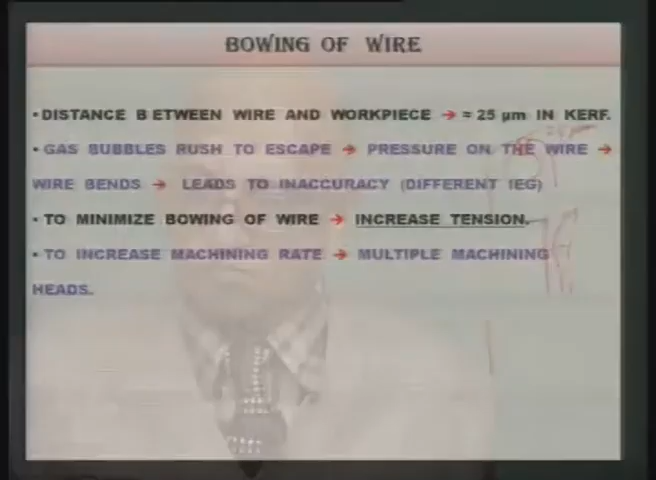 BOWING OF WIRE
•DISTANCE B ETWEEN WIRE AND WORKPIECE → ≈ 25 µm IN KERF.
• GAS BUBBLES RUSH TO ESCAPE → PRESSURE ON THE WIRE →
WIRE BENDS → LEADS TO INACCURACY (DIFFERENT IEG)
• TO MINIMIZE BOWING OF WIRE → INCREASE TENSION.
• TO INCREASE MACHINING RATE → MULTIPLE MACHINING
HEADS.